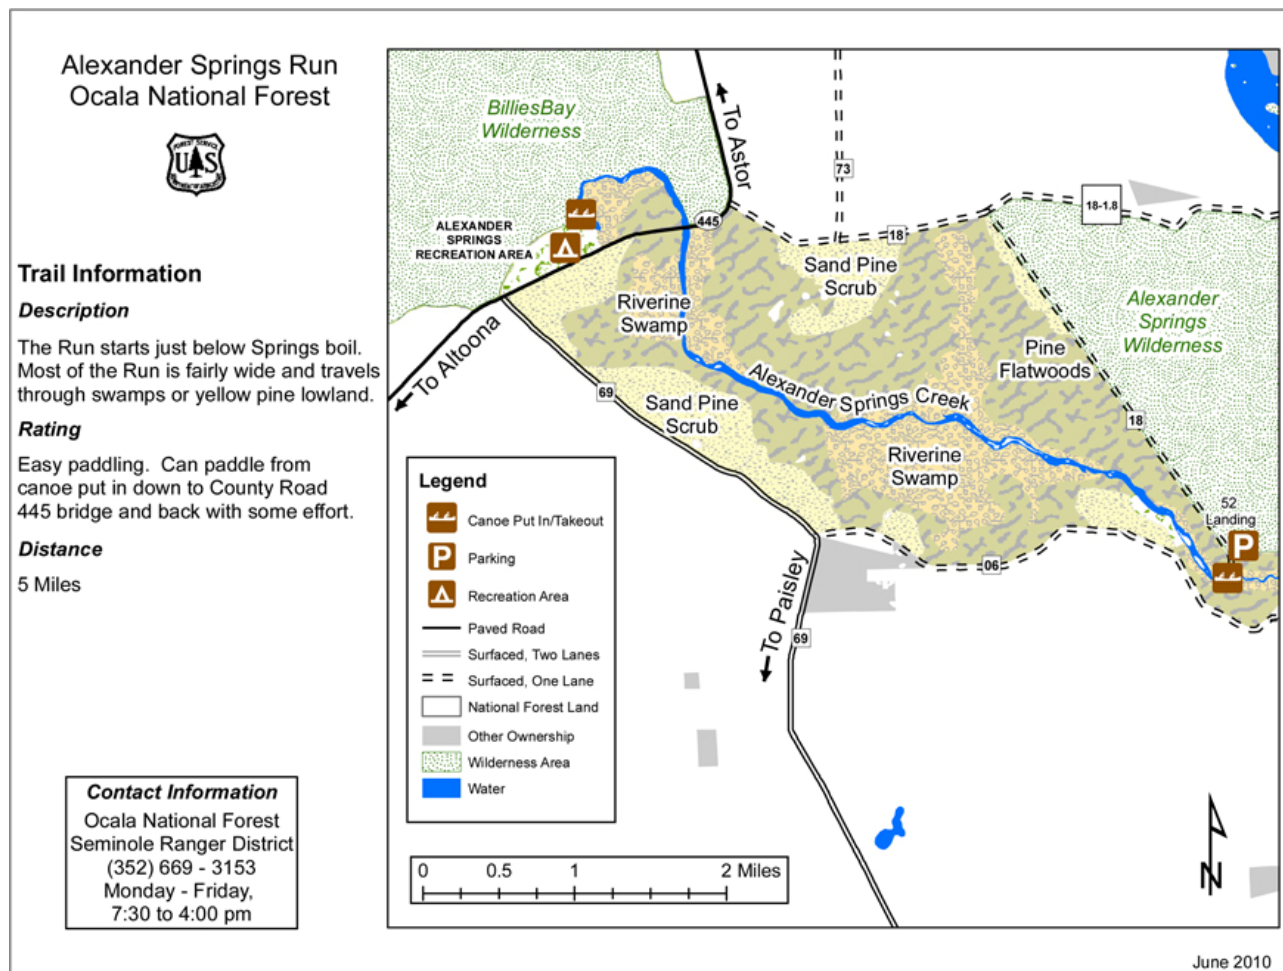 Alexander Springs Run
Ocala National Forest
FOREST SERVICE
US
DEPARTMENT OF AGRICULTURE
Trail Information
Description
The Run starts just below Springs boil.
Most of the Run is fairly wide and travels
through swamps or yellow pine lowland.
Rating
Easy paddling. Can paddle from
canoe put in down to County Road
445 bridge and back with some effort.
Distance
5 Miles
Contact Information
Ocala National Forest
Seminole Ranger District
(352) 669 - 3153
Monday - Friday,
7:30 to 4:00 pm
BilliesBay
Wilderness
To Astor
73
18-1.8
ALEXANDER
SPRINGS
RECREATION AREA
445
18
Sand Pine
Scrub
Riverine
Swamp
Alexander
Springs
Wilderness
To Altoona
Pine
Flatwoods
69
Sand Pine
Scrub
Alexander Springs Creek
18
Riverine
Swamp
52
Landing
P
06
To Paisley
69
Legend
Canoe Put In/Takeout
P
Parking
Recreation Area
Paved Road
Surfaced, Two Lanes
Surfaced, One Lane
National Forest Land
Other Ownership
Wilderness Area
Water
0 0.5 1 2 Miles
N
June 2010